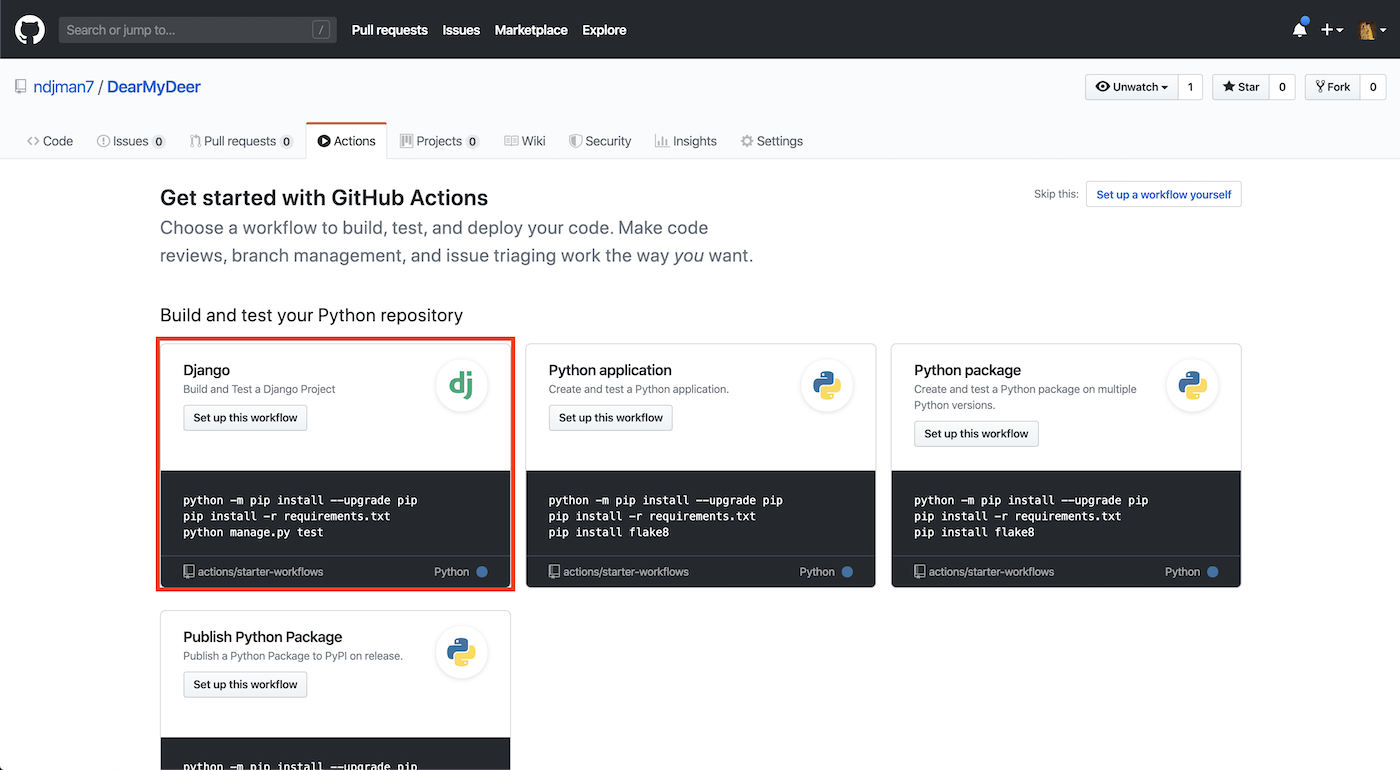 Search or jump to... / Pull requests Issues Marketplace Explore
ndjman7 / DearMyDeer Unwatch 1 Star 0 Fork 0
Code Issues 0 Pull requests 0 Actions Projects 0 Wiki Security Insights Settings
Get started with GitHub Actions
Skip this: Set up a workflow yourself
Choose a workflow to build, test, and deploy your code. Make code
reviews, branch management, and issue triaging work the way you want.
Build and test your Python repository
Django
Build and Test a Django Project
Set up this workflow
dj
python -m pip install --upgrade pip
pip install -r requirements.txt
python manage.py test
actions/starter-workflows Python
Python application
Create and test a Python application.
Set up this workflow
python -m pip install --upgrade pip
pip install -r requirements.txt
pip install flake8
actions/starter-workflows Python
Python package
Create and test a Python package on multiple
Python versions.
Set up this workflow
python -m pip install --upgrade pip
pip install -r requirements.txt
pip install flake8
actions/starter-workflows Python
Publish Python Package
Publish a Python Package to PyPI on release.
Set up this workflow
python -m pip install --upgrade pip